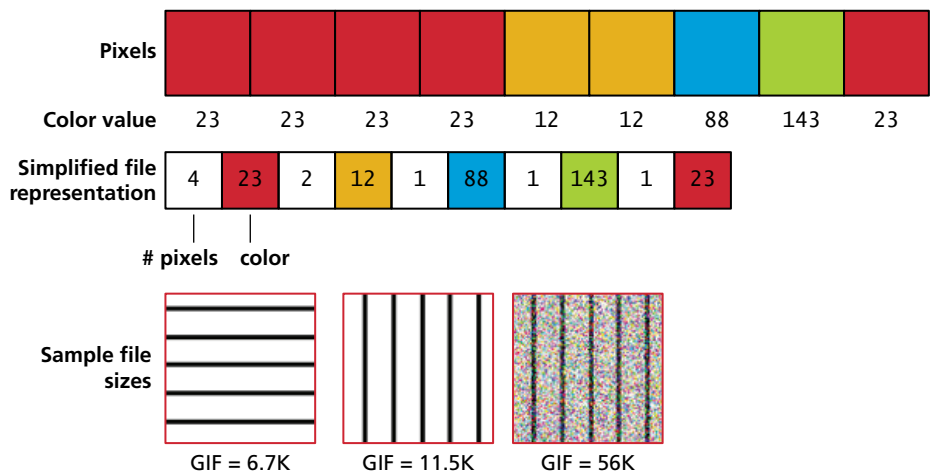 Pixels
Color value 23 23 23 23 12 12 88 143 23
Simplified file
representation
4 23 2 12 1 88 1 143 1 23
# pixels color
Sample file
sizes
GIF = 6.7K GIF = 11.5K GIF = 56K